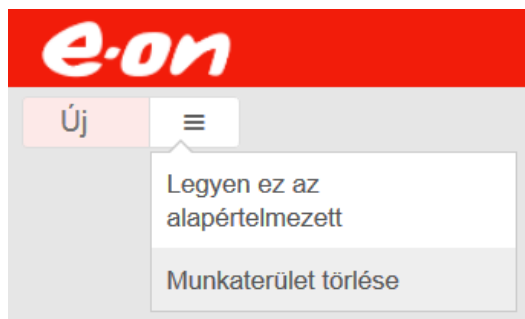 e·on
Új
Legyen ez az
alapértelmezett
Munkaterület törlése